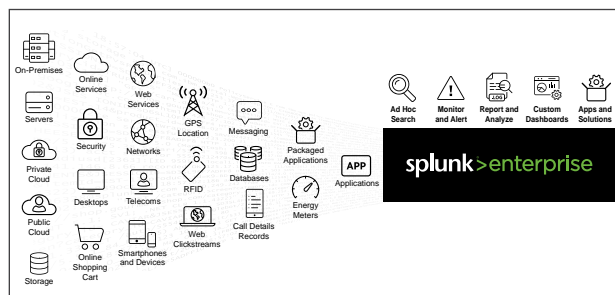 On-Premises
Servers
Private
Cloud
Public
Cloud
Storage
Online
Services
Security
Desktops
Online
Shopping
Cart
Web
Services
Networks
Telecoms
Smartphones
and Devices
GPS
Location
RFID
Web
Clickstreams
Messaging
Databases
Call Details
Records
Packaged
Applications
Energy
Meters
APP
Applications
LOG
Ad Hoc
Search
Monitor
and Alert
Report and
Analyze
Custom
Dashboards
Apps and
Solutions
splunk>enterprise